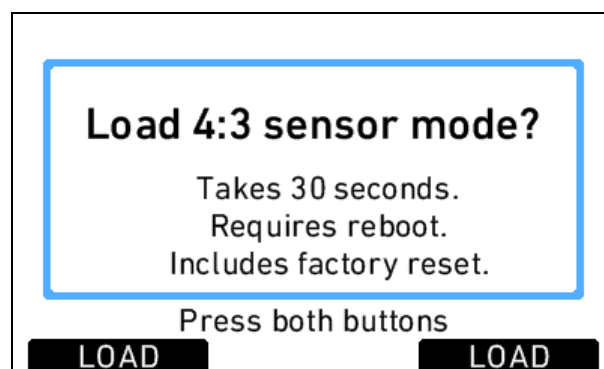 Load 4:3 sensor mode?
Takes 30 seconds.
Requires reboot.
Includes factory reset.
Press both buttons
LOAD LOAD